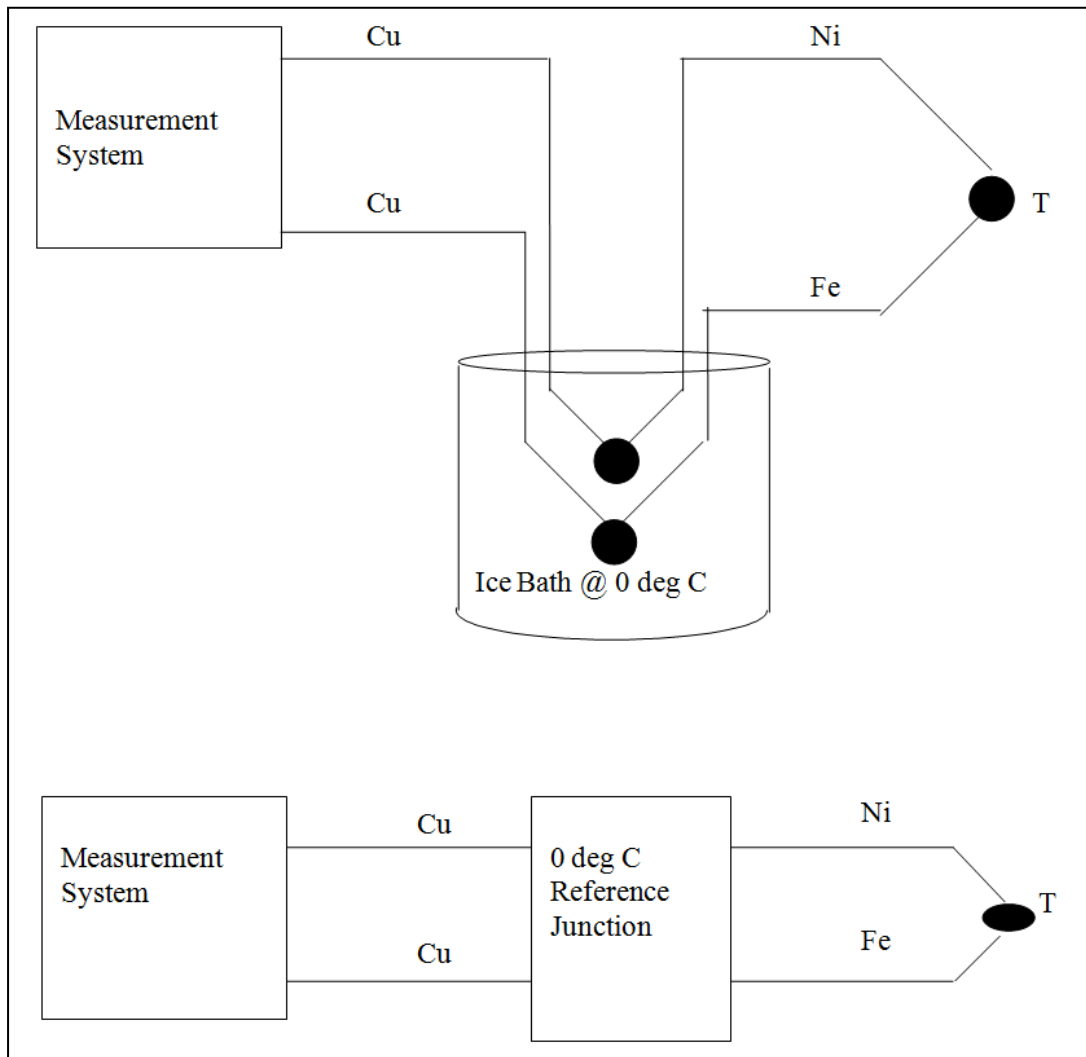 Cu
Ni
Measurement
System
Cu
T
Fe
Ice Bath @ 0 deg C
Cu
Ni
Measurement
System
0 deg C
Reference
Junction
T
Cu
Fe